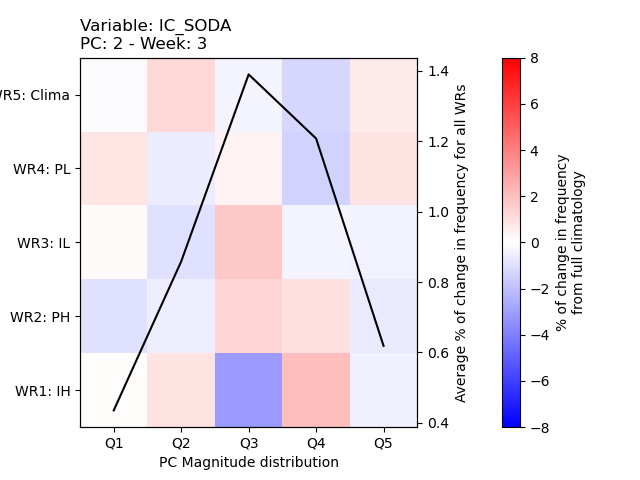 Variable: IC_SODA
PC: 2 - Week: 3
WR5: Clima
WR4: PL
WR3: IL
WR2: PH
WR1: IH
Q1 Q2 Q3 Q4 Q5
PC Magnitude distribution
1.4
1.2
1.0
0.8
0.6
0.4
Average % of change in frequency for all WRs
8
6
4
2
0
−2
−4
−6
−8
% of change in frequency
from full climatology